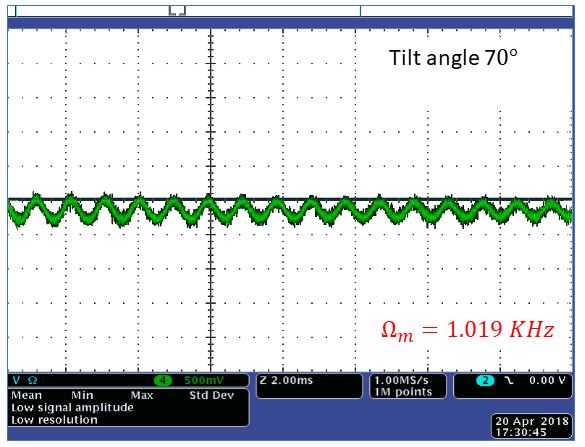 Tilt angle 70°
Ωm = 1.019 KHz
V Ω
4 500mV
Z 2.00ms
1.00MS/s
1M points
2 0.00 V
Mean Min Max Std Dev
Low signal amplitude
Low resolution
20 Apr 2018
17:30:45